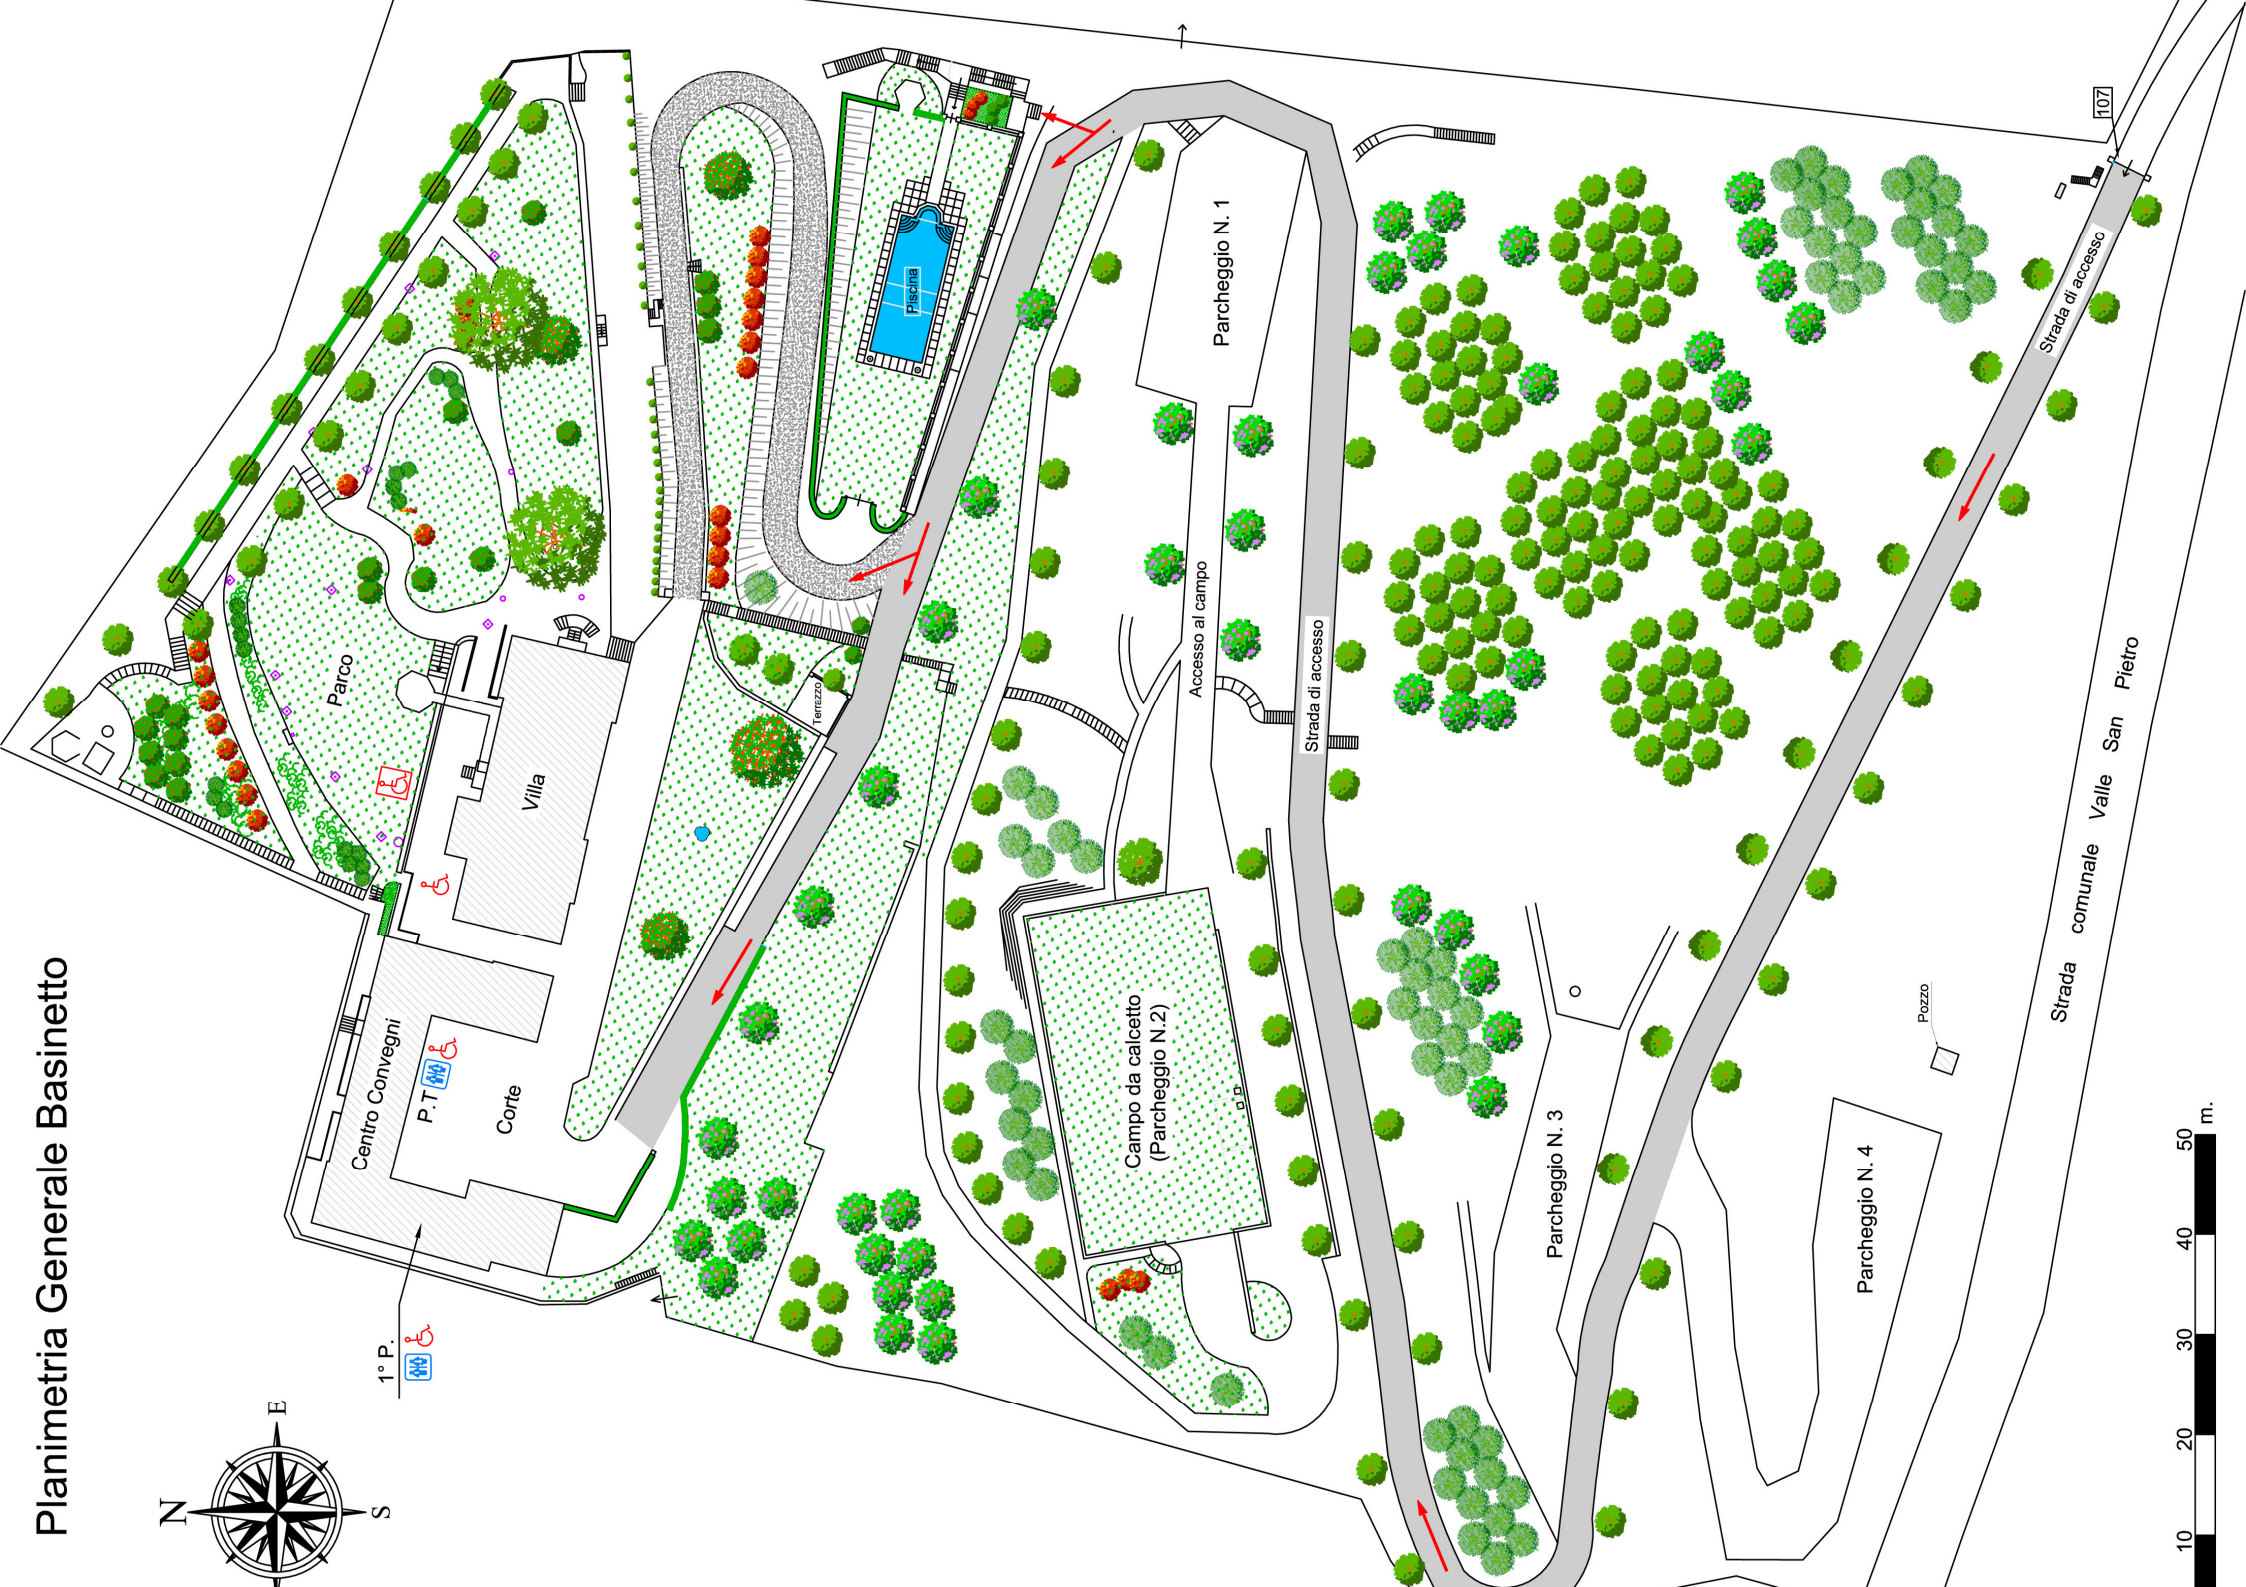 Planimetria Generale Basinetto
N
E
S
Parco
Villa
Centro Convegni
P.T
Corte
1° P.
Terrazzo
Piscina
Parcheggio N. 1
Accesso al campo
Strada di accesso
Campo da calcetto
(Parcheggio N.2)
Parcheggio N. 3
Parcheggio N. 4
Pozzo
Strada di accesso
107
Strada comunale Valle San Pietro
10
20
30
40
50
m.